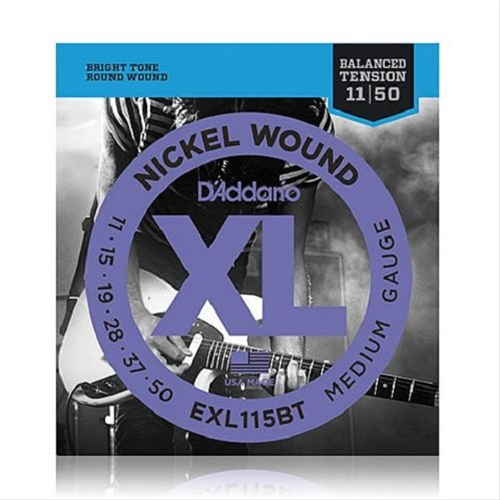 BRIGHT TONE
ROUND WOUND
BALANCED
TENSION
11|50
NICKEL WOUND
D'Addario
XL
11 · 15 · 19 · 28 · 37 · 50
MEDIUM GAUGE
USA MADE
EXL115BT